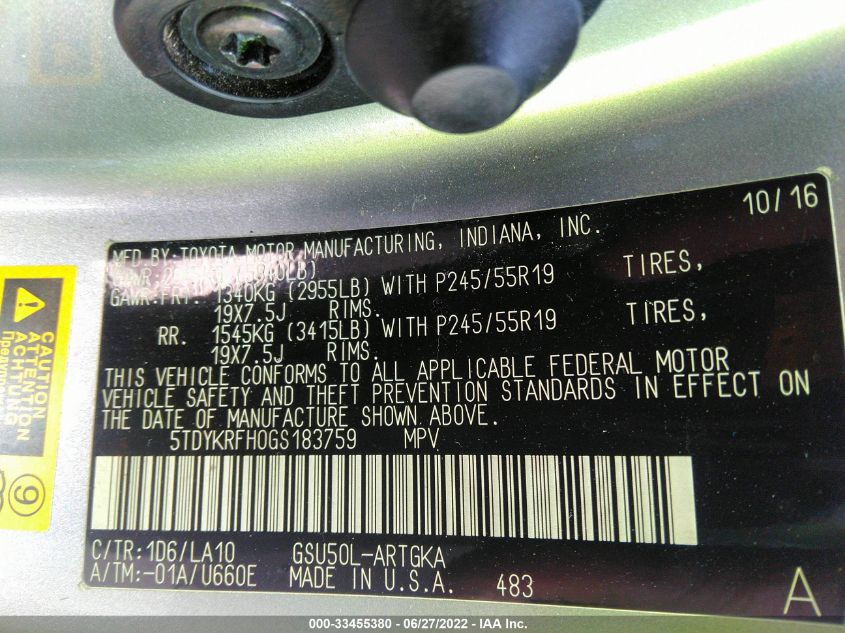 10/16
MFD BY:TOYOTA MOTOR MANUFACTURING, INDIANA, INC.
GAWR:FRT. 1340KG (2955LB) WITH P245/55R19 TIRES,
19X7.5J RIMS.
RR. 1545KG (3415LB) WITH P245/55R19 TIRES,
19X7.5J RIMS.
THIS VEHICLE CONFORMS TO ALL APPLICABLE FEDERAL MOTOR
VEHICLE SAFETY AND THEFT PREVENTION STANDARDS IN EFFECT ON
THE DATE OF MANUFACTURE SHOWN ABOVE.
5TDYKRFH0GS183759 MPV
C/TR:1D6/LA10 GSU50L-ARTGKA
A/TM:-01A/U660E MADE IN U.S.A. 483 A
CAUTION
ATTENTION
ACHTUNG
9
000-33455380 - 06/27/2022 - IAA Inc.